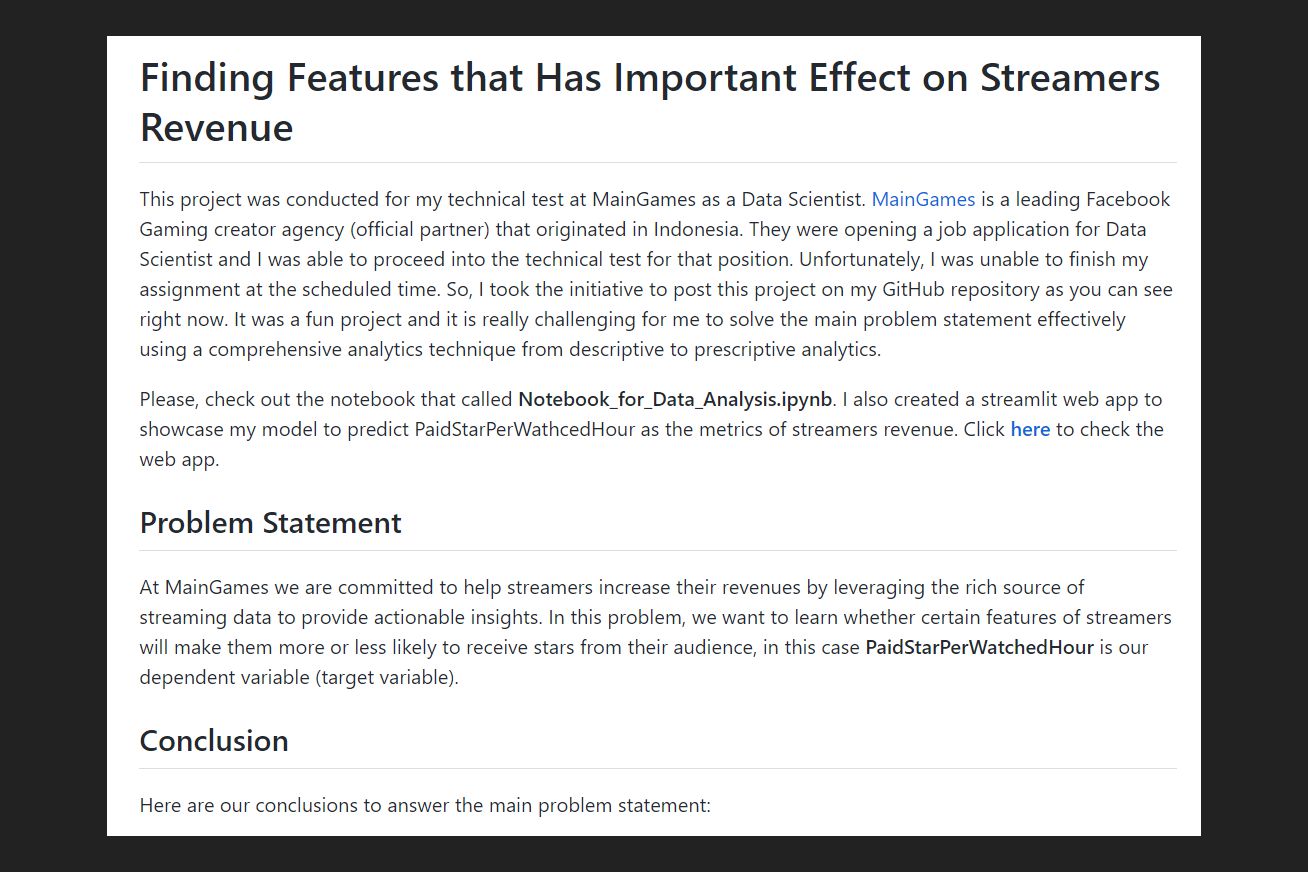 Finding Features that Has Important Effect on Streamers
Revenue
This project was conducted for my technical test at MainGames as a Data Scientist. MainGames is a leading Facebook
Gaming creator agency (official partner) that originated in Indonesia. They were opening a job application for Data
Scientist and I was able to proceed into the technical test for that position. Unfortunately, I was unable to finish my
assignment at the scheduled time. So, I took the initiative to post this project on my GitHub repository as you can see
right now. It was a fun project and it is really challenging for me to solve the main problem statement effectively
using a comprehensive analytics technique from descriptive to prescriptive analytics.
Please, check out the notebook that called Notebook_for_Data_Analysis.ipynb. I also created a streamlit web app to
showcase my model to predict PaidStarPerWathcedHour as the metrics of streamers revenue. Click here to check the
web app.
Problem Statement
At MainGames we are committed to help streamers increase their revenues by leveraging the rich source of
streaming data to provide actionable insights. In this problem, we want to learn whether certain features of streamers
will make them more or less likely to receive stars from their audience, in this case PaidStarPerWatchedHour is our
dependent variable (target variable).
Conclusion
Here are our conclusions to answer the main problem statement: